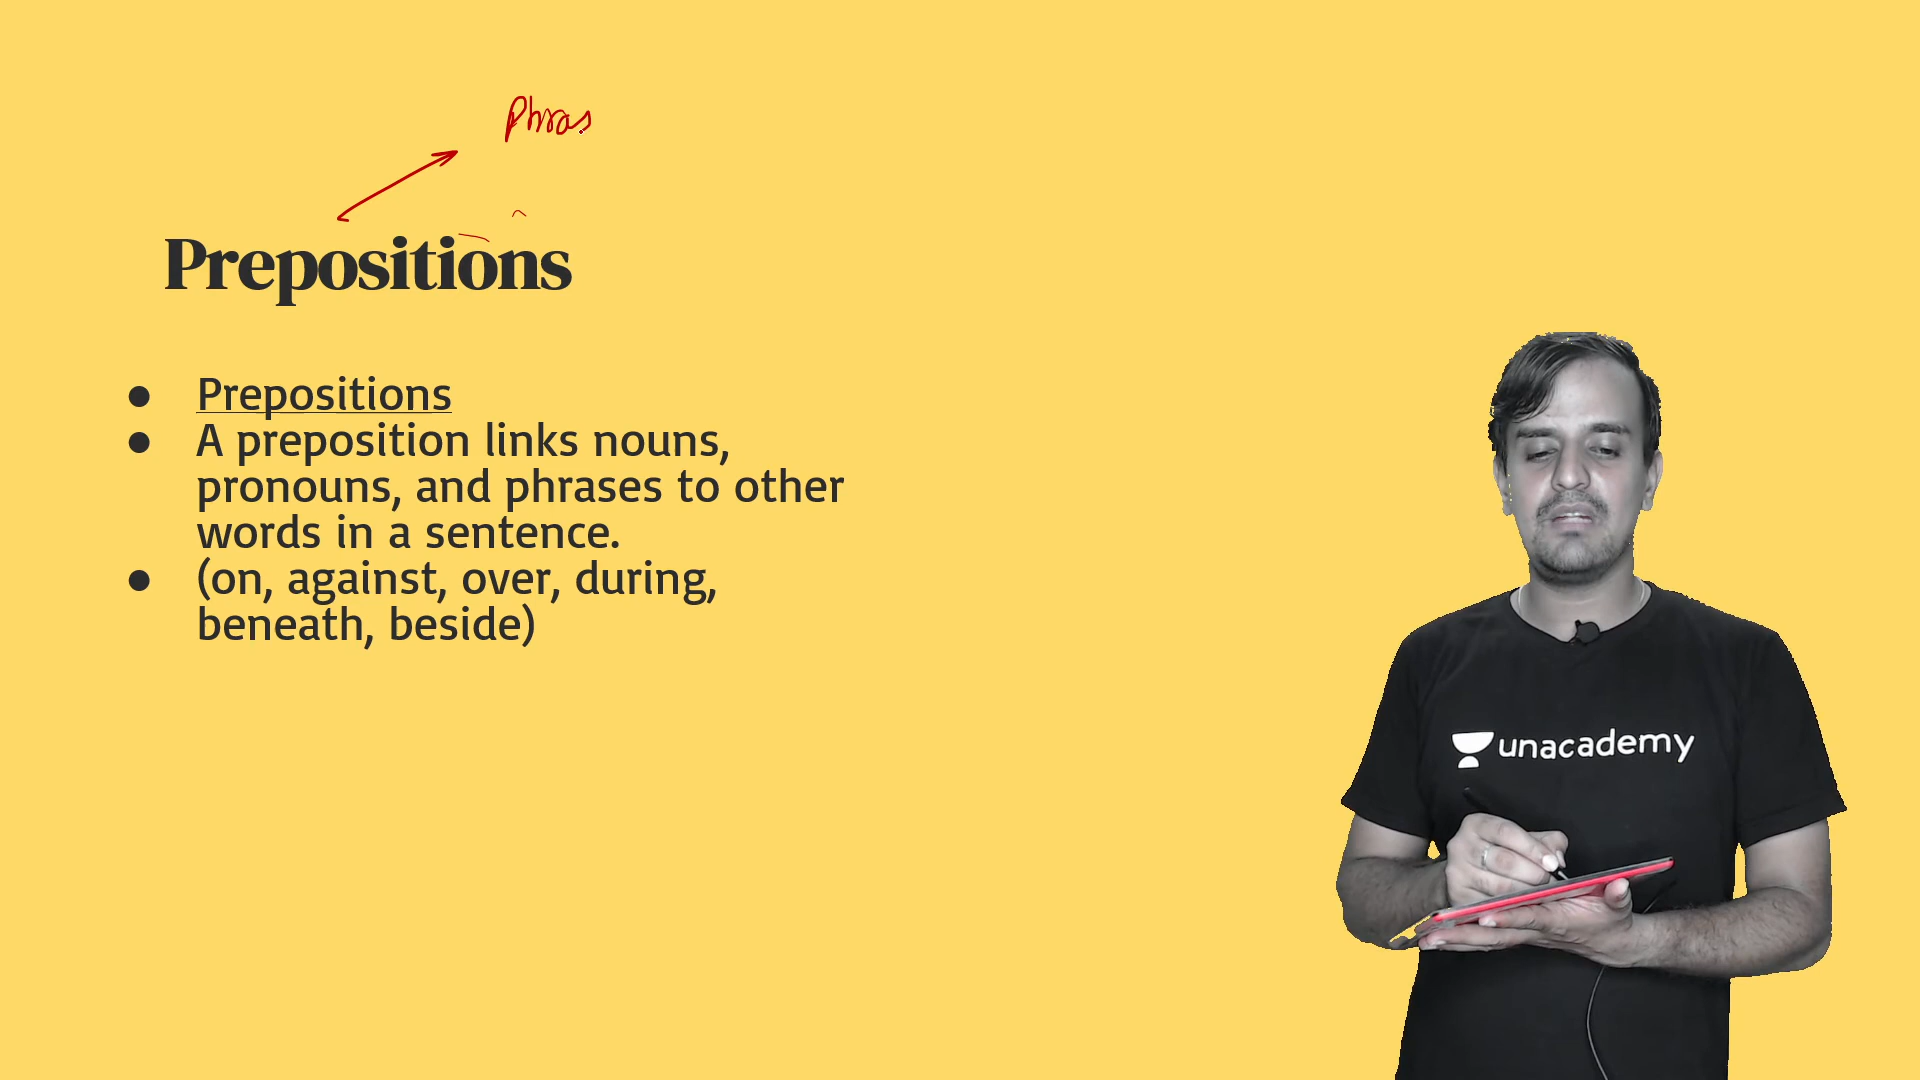 Phras
Prepositions
● Prepositions
● A preposition links nouns,
pronouns, and phrases to other
words in a sentence.
● (on, against, over, during,
beneath, beside)
unacademy